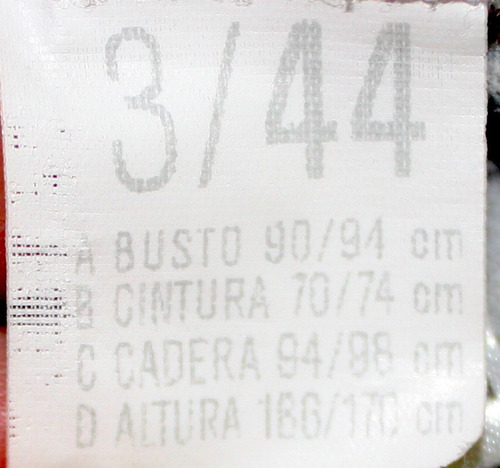 3/44
A BUSTO 90/94 cm
B CINTURA 70/74 cm
C CADERA 94/98 cm
D ALTURA 166/170 cm